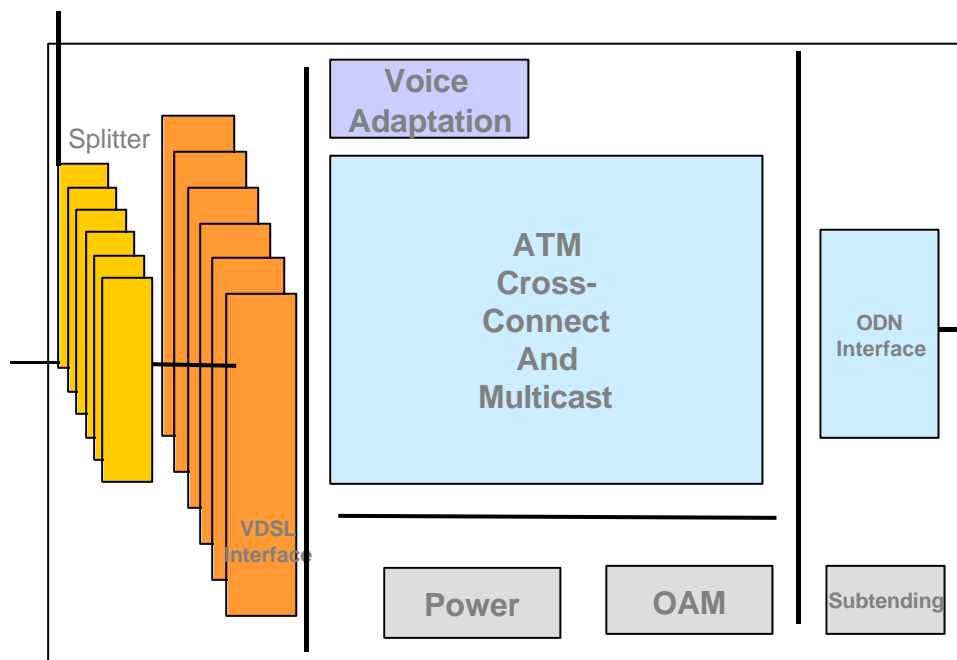 Voice
Adaptation
Splitter
ATM
Cross-
Connect
And
Multicast
ODN
Interface
VDSL
Interface
Power
OAM
Subtending